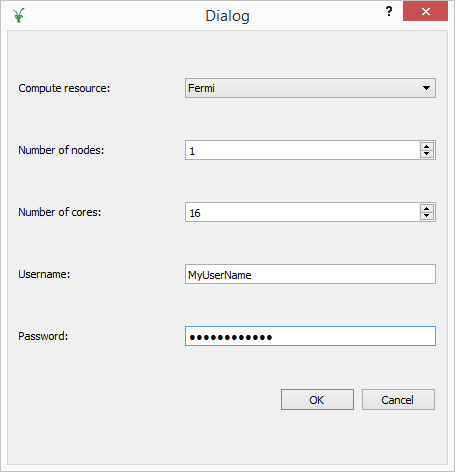 Dialog
?
Compute resource:
Fermi
Number of nodes:
1
Number of cores:
16
Username:
MyUserName
Password:
●●●●●●●●●●●●
OK
Cancel